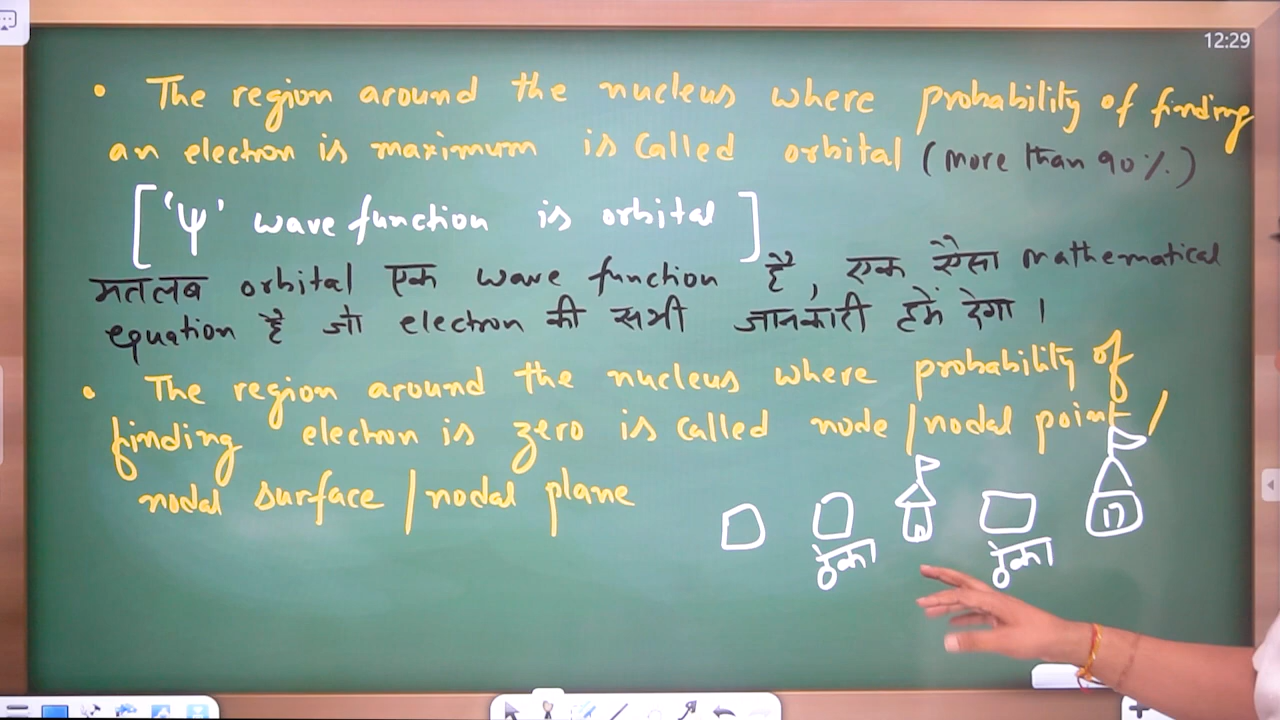 12:29
• The region around the nucleus where probability of finding
an electron is maximum is called orbital (more than 90%.)
['ψ' wave function is orbital]
मतलब orbital एक wave function है, एक ऐसा mathematical
equation है जो electron की सभी जानकारी हमें देगा ।
• The region around the nucleus where probability of
finding electron is zero is called node/nodal point/
nodal surface/nodal plane
ठेका ठेका